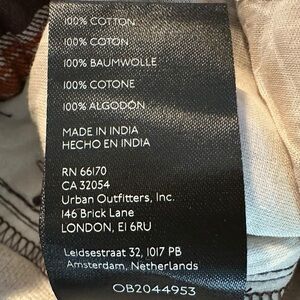 100% COTTON
100% COTON
100% BAUMWOLLE
100% COTONE
100% ALGODÓN
MADE IN INDIA
HECHO EN INDIA
RN 66170
CA 32054
Urban Outfitters, Inc.
146 Brick Lane
LONDON, E1 6RU
Leidsestraat 32, 1017 PB
Amsterdam, Netherlands
OB2044953